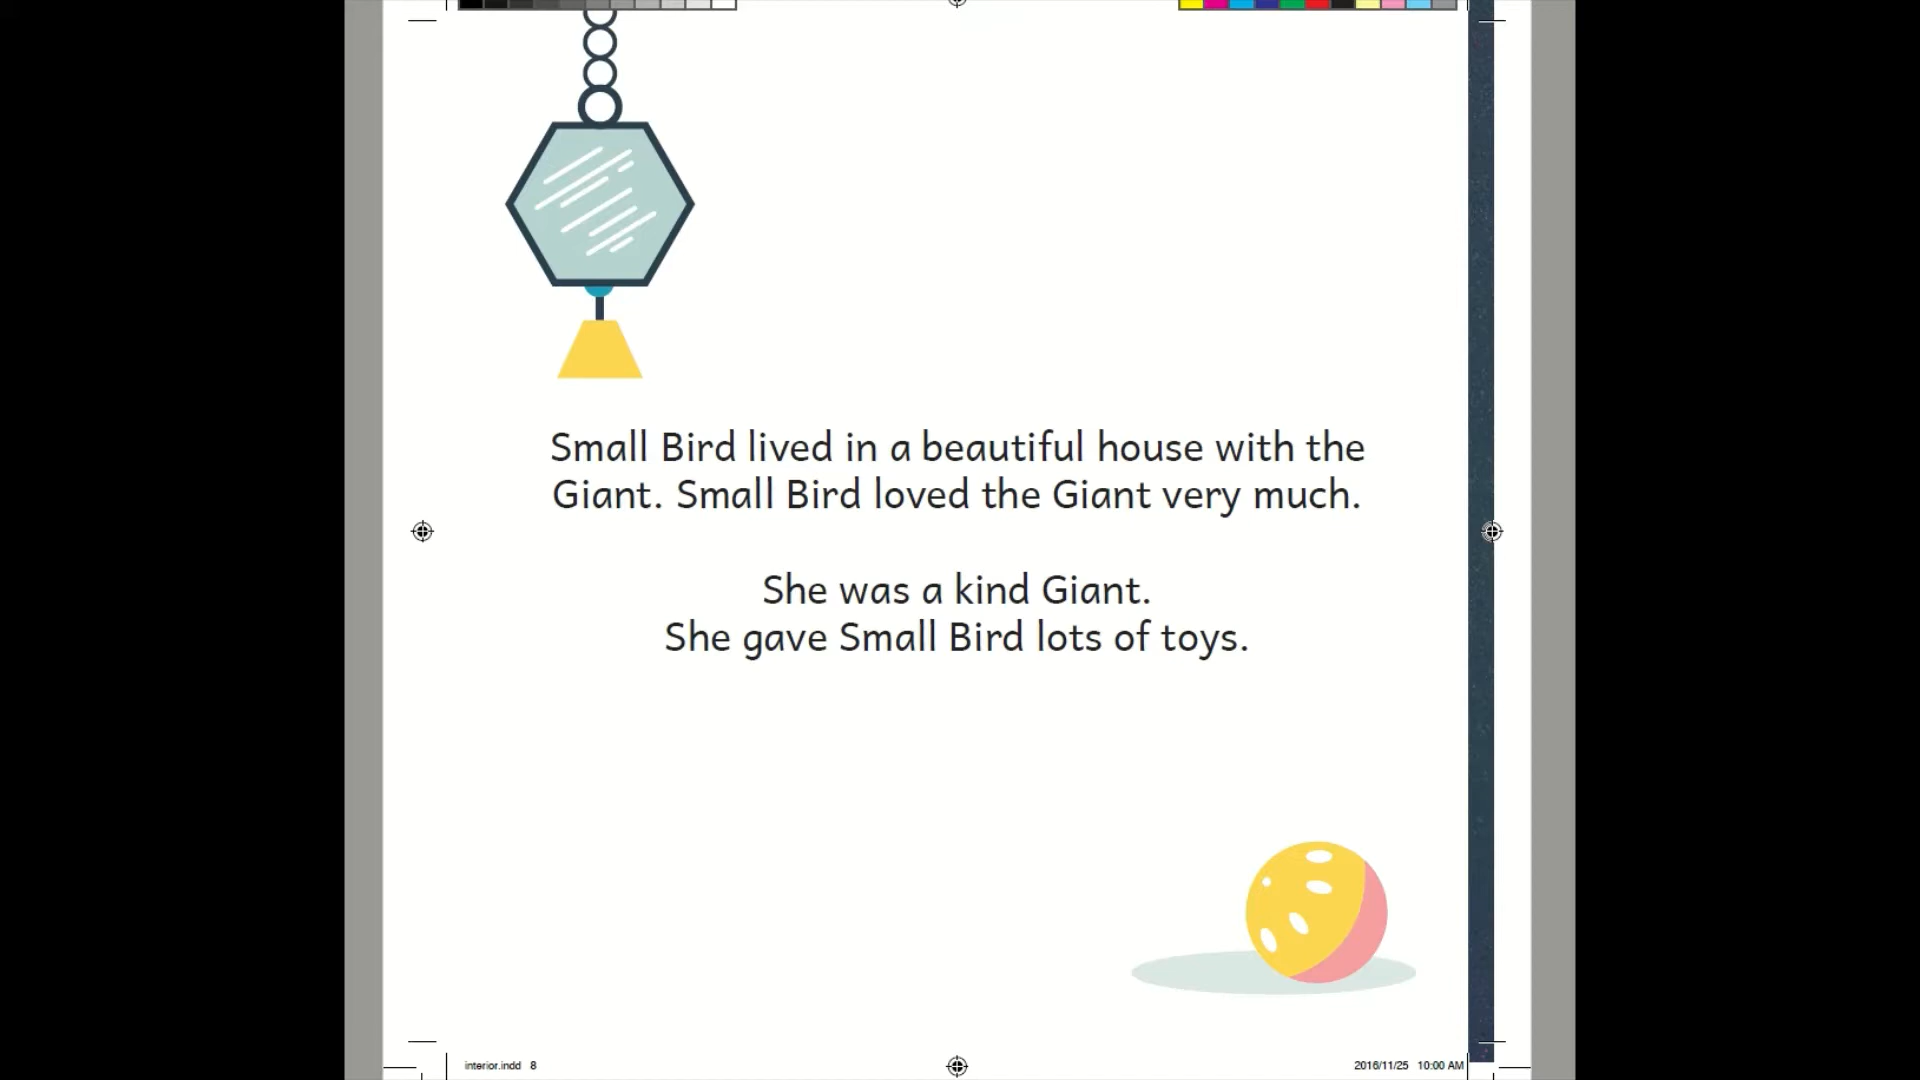 Small Bird lived in a beautiful house with the
Giant. Small Bird loved the Giant very much.
She was a kind Giant.
She gave Small Bird lots of toys.
interior.indd 8
2016/11/25 10:00 AM